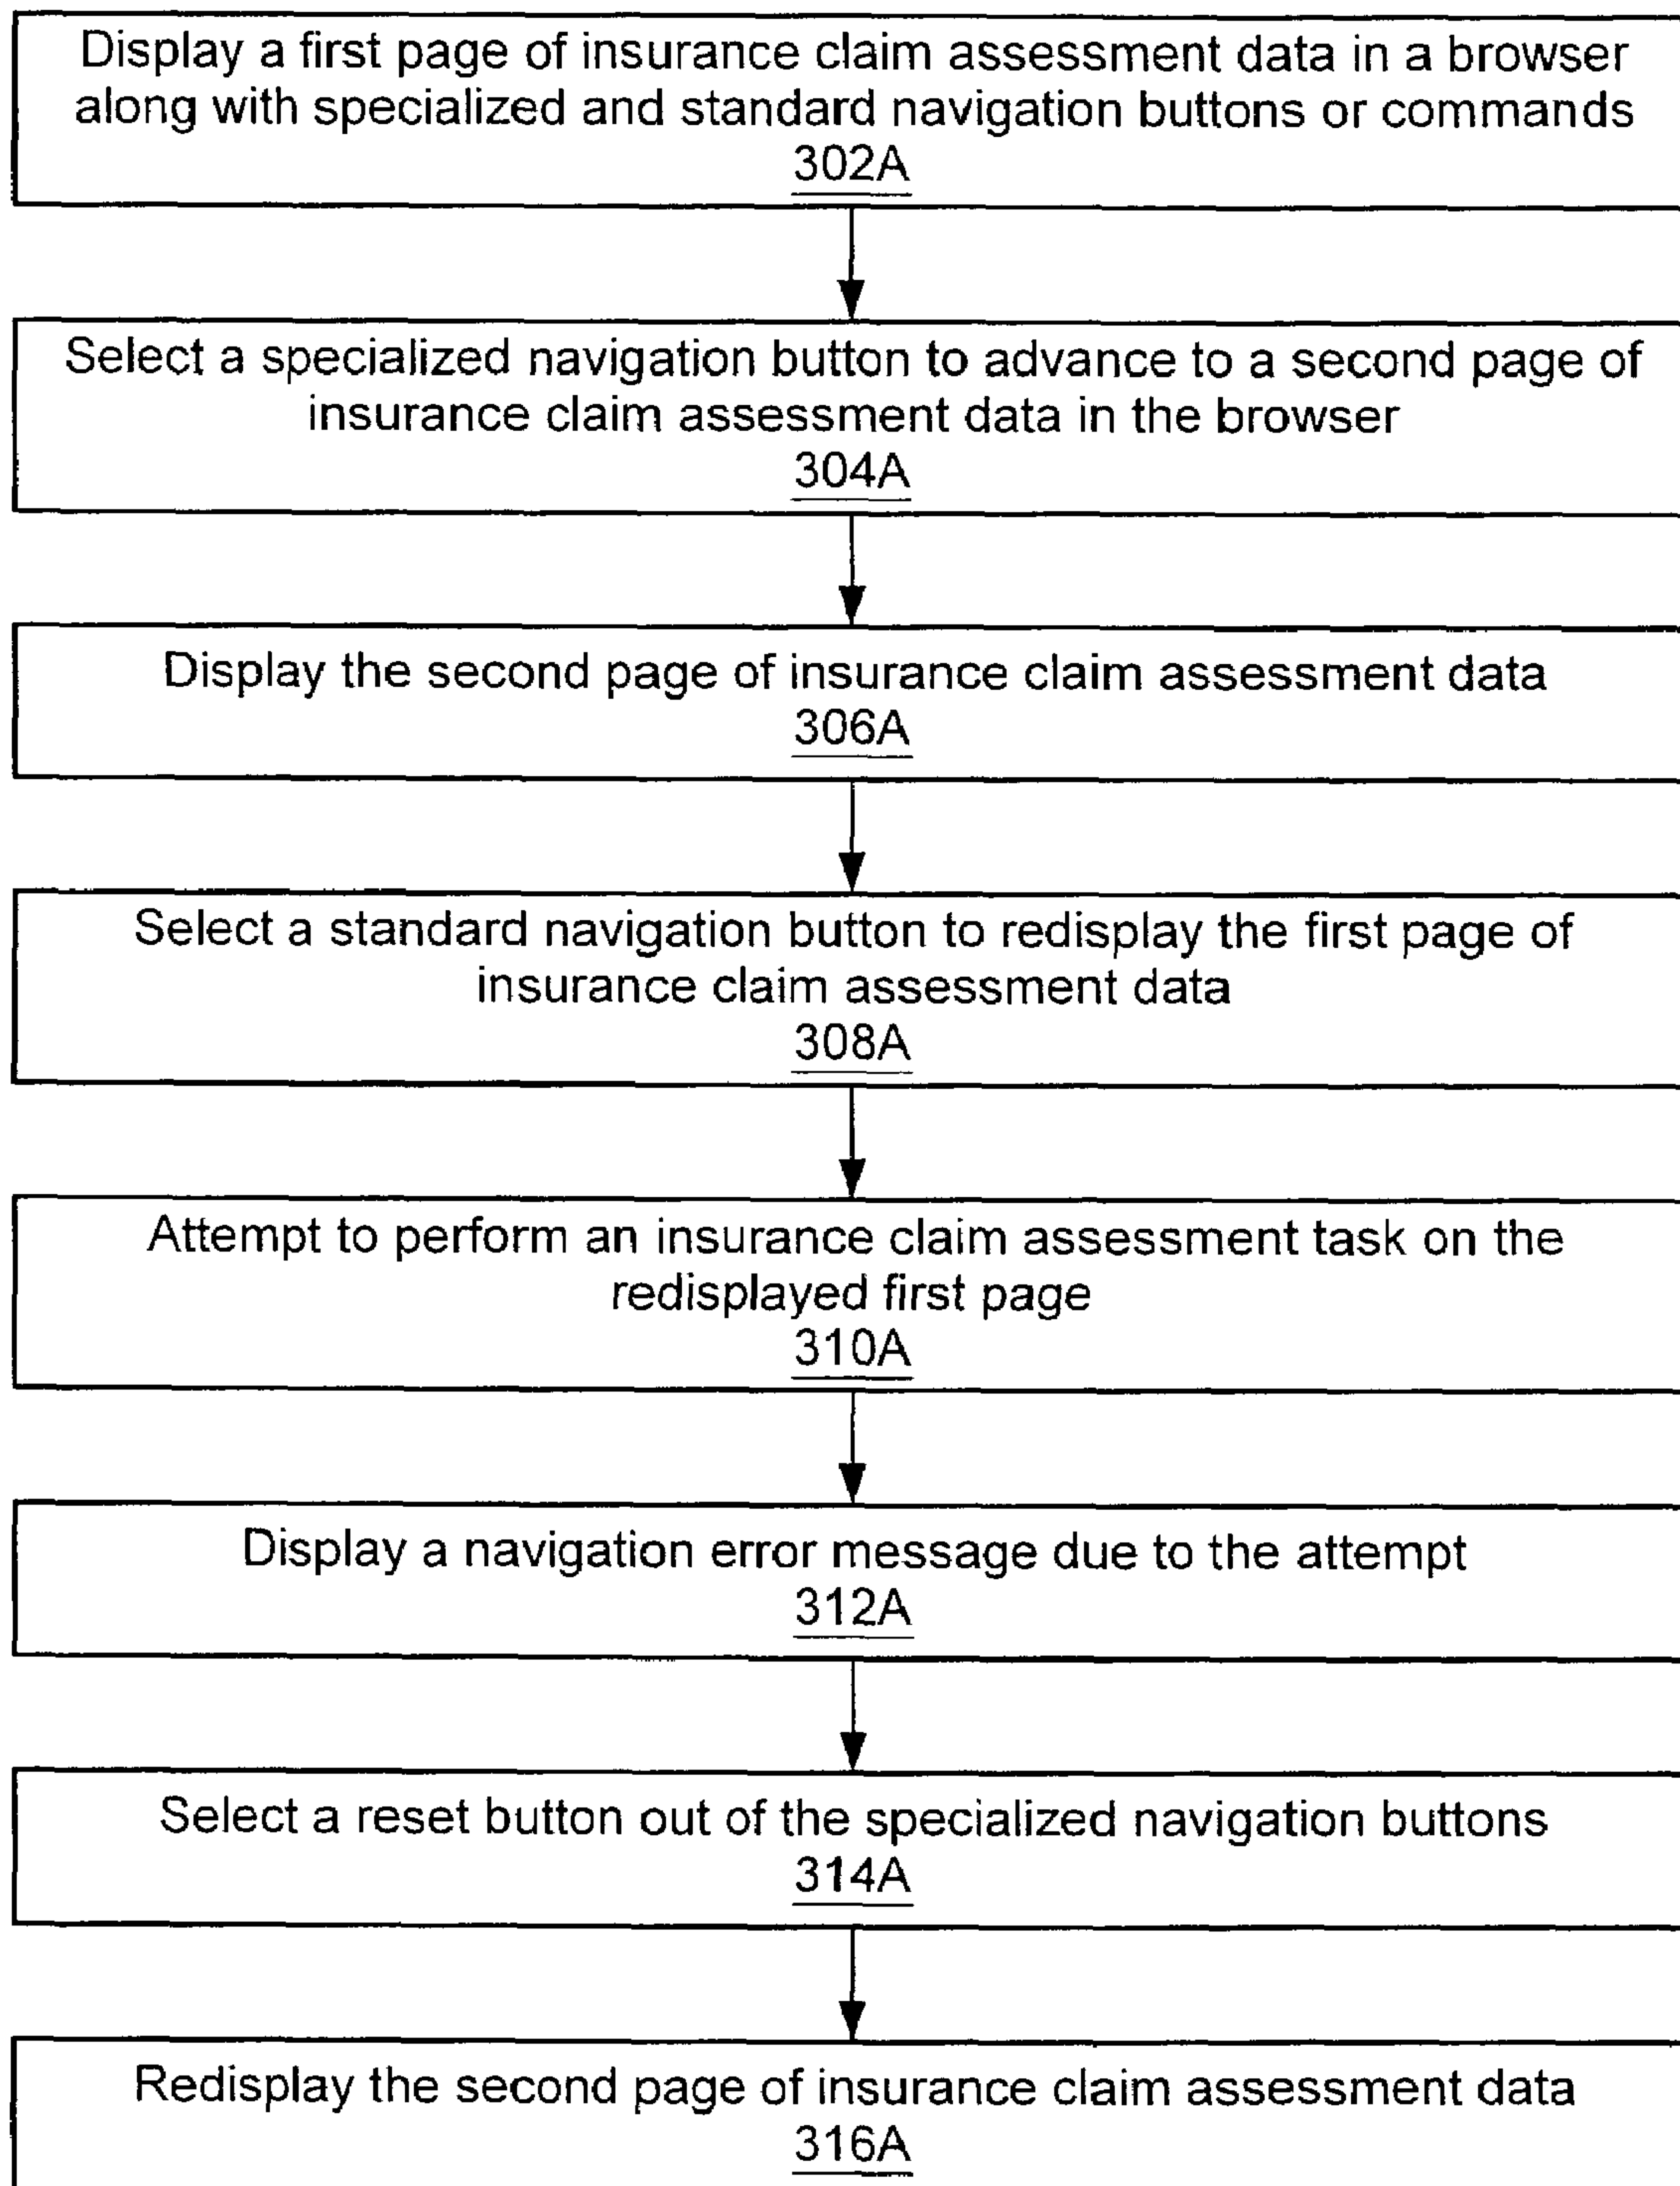 Display a first page of insurance claim assessment data in a browser
along with specialized and standard navigation buttons or commands
302A
Select a specialized navigation button to advance to a second page of
insurance claim assessment data in the browser
304A
Display the second page of insurance claim assessment data
306A
Select a standard navigation button to redisplay the first page of
insurance claim assessment data
308A
Attempt to perform an insurance claim assessment task on the
redisplayed first page
310A
Display a navigation error message due to the attempt
312A
Select a reset button out of the specialized navigation buttons
314A
Redisplay the second page of insurance claim assessment data
316A